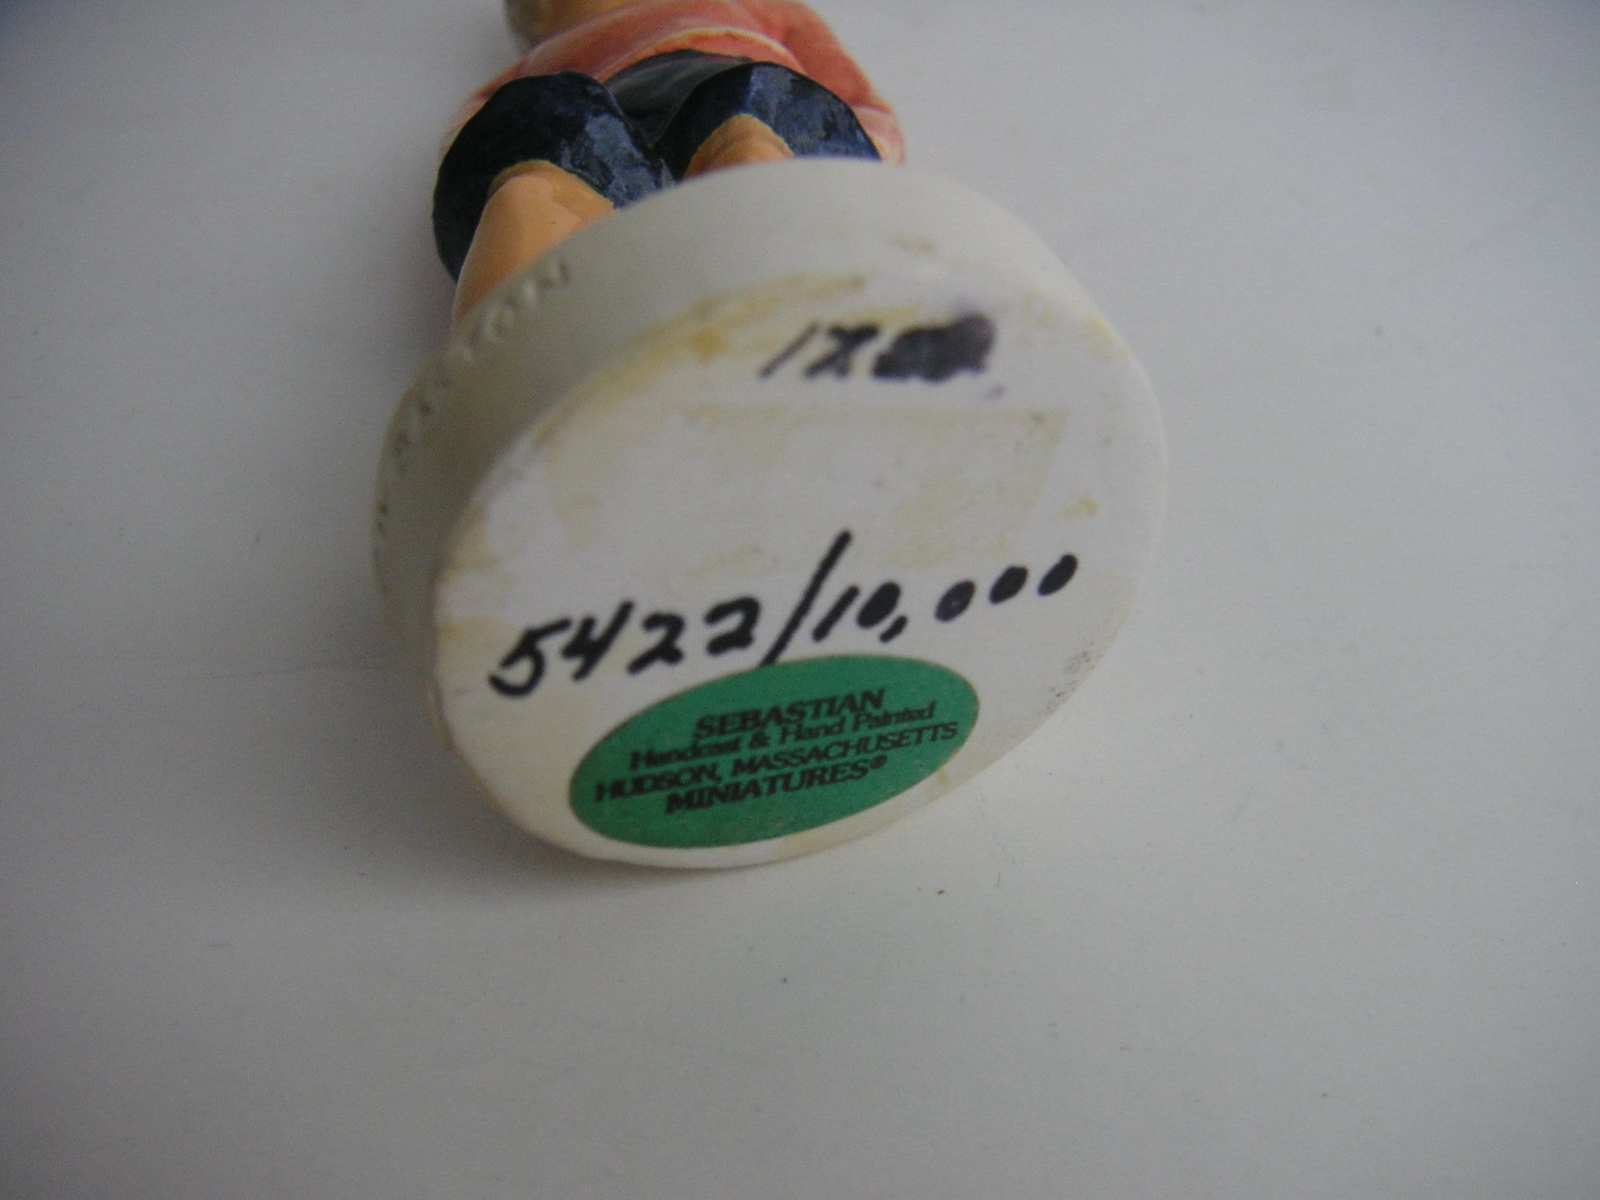 5422/10,000
SEBASTIAN
Handcast & Hand Painted
HUDSON, MASSACHUSETTS
MINIATURES®